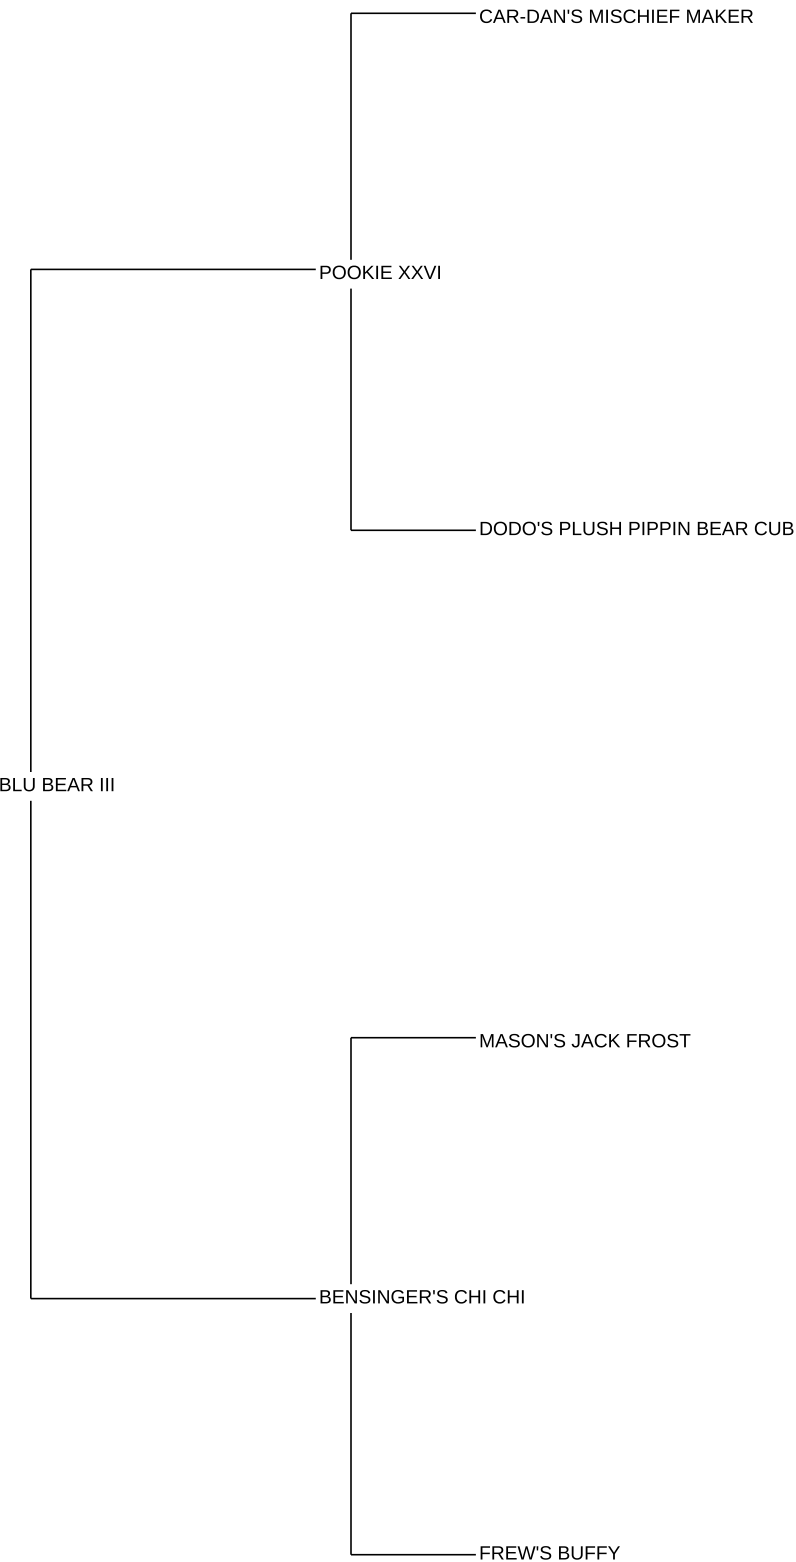 CAR-DAN'S MISCHIEF MAKER
POOKIE XXVI
DODO'S PLUSH PIPPIN BEAR CUB
BLU BEAR III
MASON'S JACK FROST
BENSINGER'S CHI CHI
FREW'S BUFFY